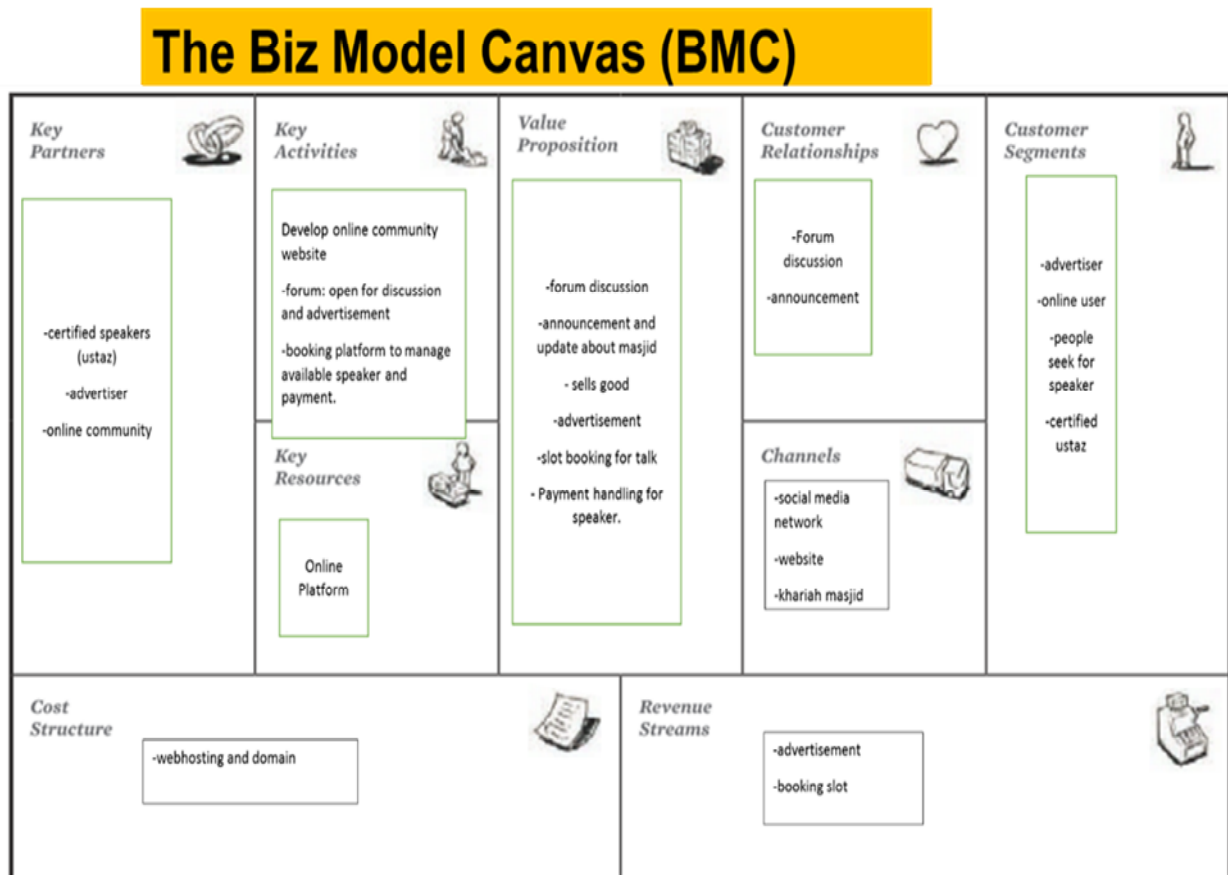 The Biz Model Canvas (BMC)
Key
Partners
-certified speakers
(ustaz)
-advertiser
-online community
Key
Activities
Develop online community
website
-forum: open for discussion
and advertisement
-booking platform to manage
available speaker and
payment.
Key
Resources
Online
Platform
Value
Proposition
-forum discussion
-announcement and
update about masjid
- sells good
-advertisement
-slot booking for talk
- Payment handling for
speaker.
Customer
Relationships
-Forum
discussion
-announcement
Channels
-social media
network
-website
-khariah masjid
Customer
Segments
-advertiser
-online user
-people
seek for
speaker
-certified
ustaz
Cost
Structure
-webhosting and domain
Revenue
Streams
-advertisement
-booking slot